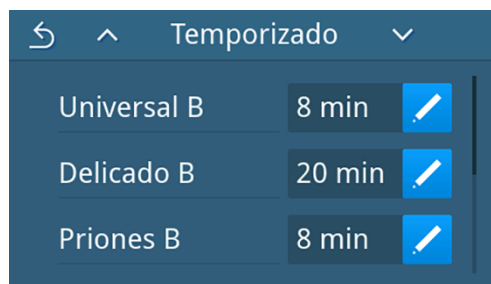 Temporizado
Universal B 8 min
Delicado B 20 min
Priones B 8 min